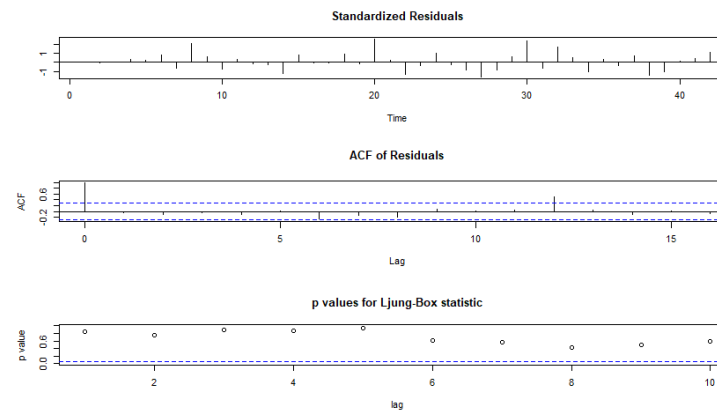 Standardized Residuals
1
-1
0 10 20 30 40
Time
ACF of Residuals
ACF
0.6
-0.2
0 5 10 15
Lag
p values for Ljung-Box statistic
p value
0.6
0.0
2 4 6 8 10
lag